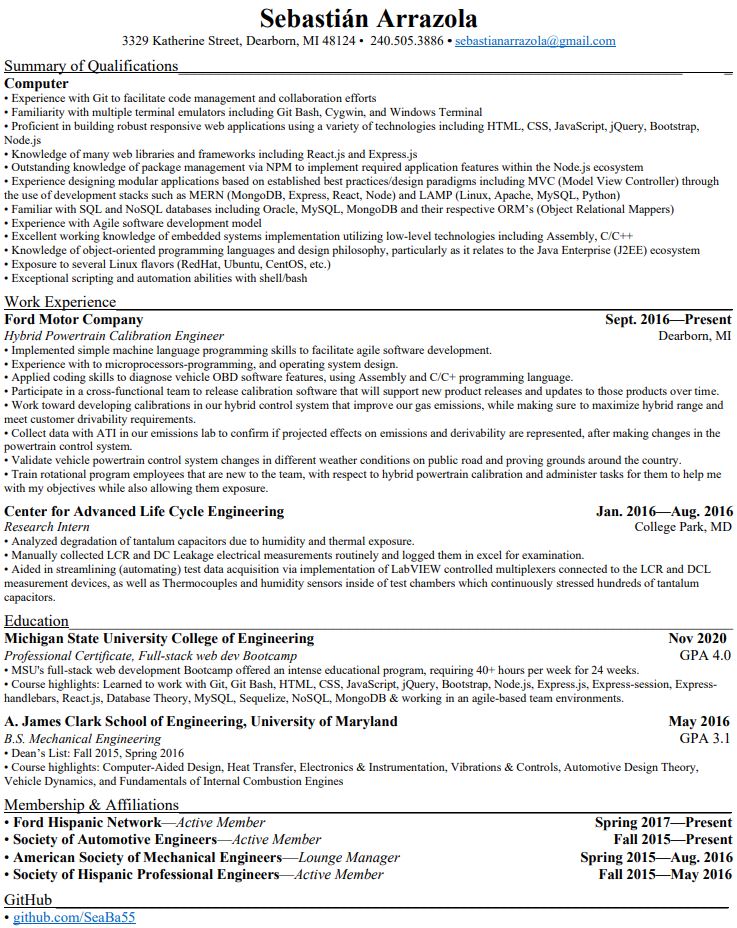 Sebastián Arrazola
3329 Katherine Street, Dearborn, MI 48124 • 240.505.3886 • sebastianarrazola@gmail.com
Summary of Qualifications
Computer
• Experience with Git to facilitate code management and collaboration efforts
• Familiarity with multiple terminal emulators including Git Bash, Cygwin, and Windows Terminal
• Proficient in building robust responsive web applications using a variety of technologies including HTML, CSS, JavaScript, jQuery, Bootstrap,
Node.js
• Knowledge of many web libraries and frameworks including React.js and Express.js
• Outstanding knowledge of package management via NPM to implement required application features within the Node.js ecosystem
• Experience designing modular applications based on established best practices/design paradigms including MVC (Model View Controller) through
the use of development stacks such as MERN (MongoDB, Express, React, Node) and LAMP (Linux, Apache, MySQL, Python)
• Familiar with SQL and NoSQL databases including Oracle, MySQL, MongoDB and their respective ORM's (Object Relational Mappers)
• Experience with Agile software development model
• Excellent working knowledge of embedded systems implementation utilizing low-level technologies including Assembly, C/C++
• Knowledge of object-oriented programming languages and design philosophy, particularly as it relates to the Java Enterprise (J2EE) ecosystem
• Exposure to several Linux flavors (RedHat, Ubuntu, CentOS, etc.)
• Exceptional scripting and automation abilities with shell/bash
Work Experience
Ford Motor Company Sept. 2016—Present
Hybrid Powertrain Calibration Engineer Dearborn, MI
• Implemented simple machine language programming skills to facilitate agile software development.
• Experience with to microprocessors-programming, and operating system design.
• Applied coding skills to diagnose vehicle OBD software features, using Assembly and C/C+ programming language.
• Participate in a cross-functional team to release calibration software that will support new product releases and updates to those products over time.
• Work toward developing calibrations in our hybrid control system that improve our gas emissions, while making sure to maximize hybrid range and
meet customer drivability requirements.
• Collect data with ATI in our emissions lab to confirm if projected effects on emissions and derivability are represented, after making changes in the
powertrain control system.
• Validate vehicle powertrain control system changes in different weather conditions on public road and proving grounds around the country.
• Train rotational program employees that are new to the team, with respect to hybrid powertrain calibration and administer tasks for them to help me
with my objectives while also allowing them exposure.
Center for Advanced Life Cycle Engineering Jan. 2016—Aug. 2016
Research Intern College Park, MD
• Analyzed degradation of tantalum capacitors due to humidity and thermal exposure.
• Manually collected LCR and DC Leakage electrical measurements routinely and logged them in excel for examination.
• Aided in streamlining (automating) test data acquisition via implementation of LabVIEW controlled multiplexers connected to the LCR and DCL
measurement devices, as well as Thermocouples and humidity sensors inside of test chambers which continuously stressed hundreds of tantalum
capacitors.
Education
Michigan State University College of Engineering Nov 2020
Professional Certificate, Full-stack web dev Bootcamp GPA 4.0
• MSU's full-stack web development Bootcamp offered an intense educational program, requiring 40+ hours per week for 24 weeks.
• Course highlights: Learned to work with Git, Git Bash, HTML, CSS, JavaScript, jQuery, Bootstrap, Node.js, Express.js, Express-session, Express-
handlebars, React.js, Database Theory, MySQL, Sequelize, NoSQL, MongoDB & working in an agile-based team environments.
A. James Clark School of Engineering, University of Maryland May 2016
B.S. Mechanical Engineering GPA 3.1
• Dean's List: Fall 2015, Spring 2016
• Course highlights: Computer-Aided Design, Heat Transfer, Electronics & Instrumentation, Vibrations & Controls, Automotive Design Theory,
Vehicle Dynamics, and Fundamentals of Internal Combustion Engines
Membership & Affiliations
• Ford Hispanic Network—Active Member Spring 2017—Present
• Society of Automotive Engineers—Active Member Fall 2015—Present
• American Society of Mechanical Engineers—Lounge Manager Spring 2015—Aug. 2016
• Society of Hispanic Professional Engineers—Active Member Fall 2015—May 2016
GitHub
• github.com/SeaBa55